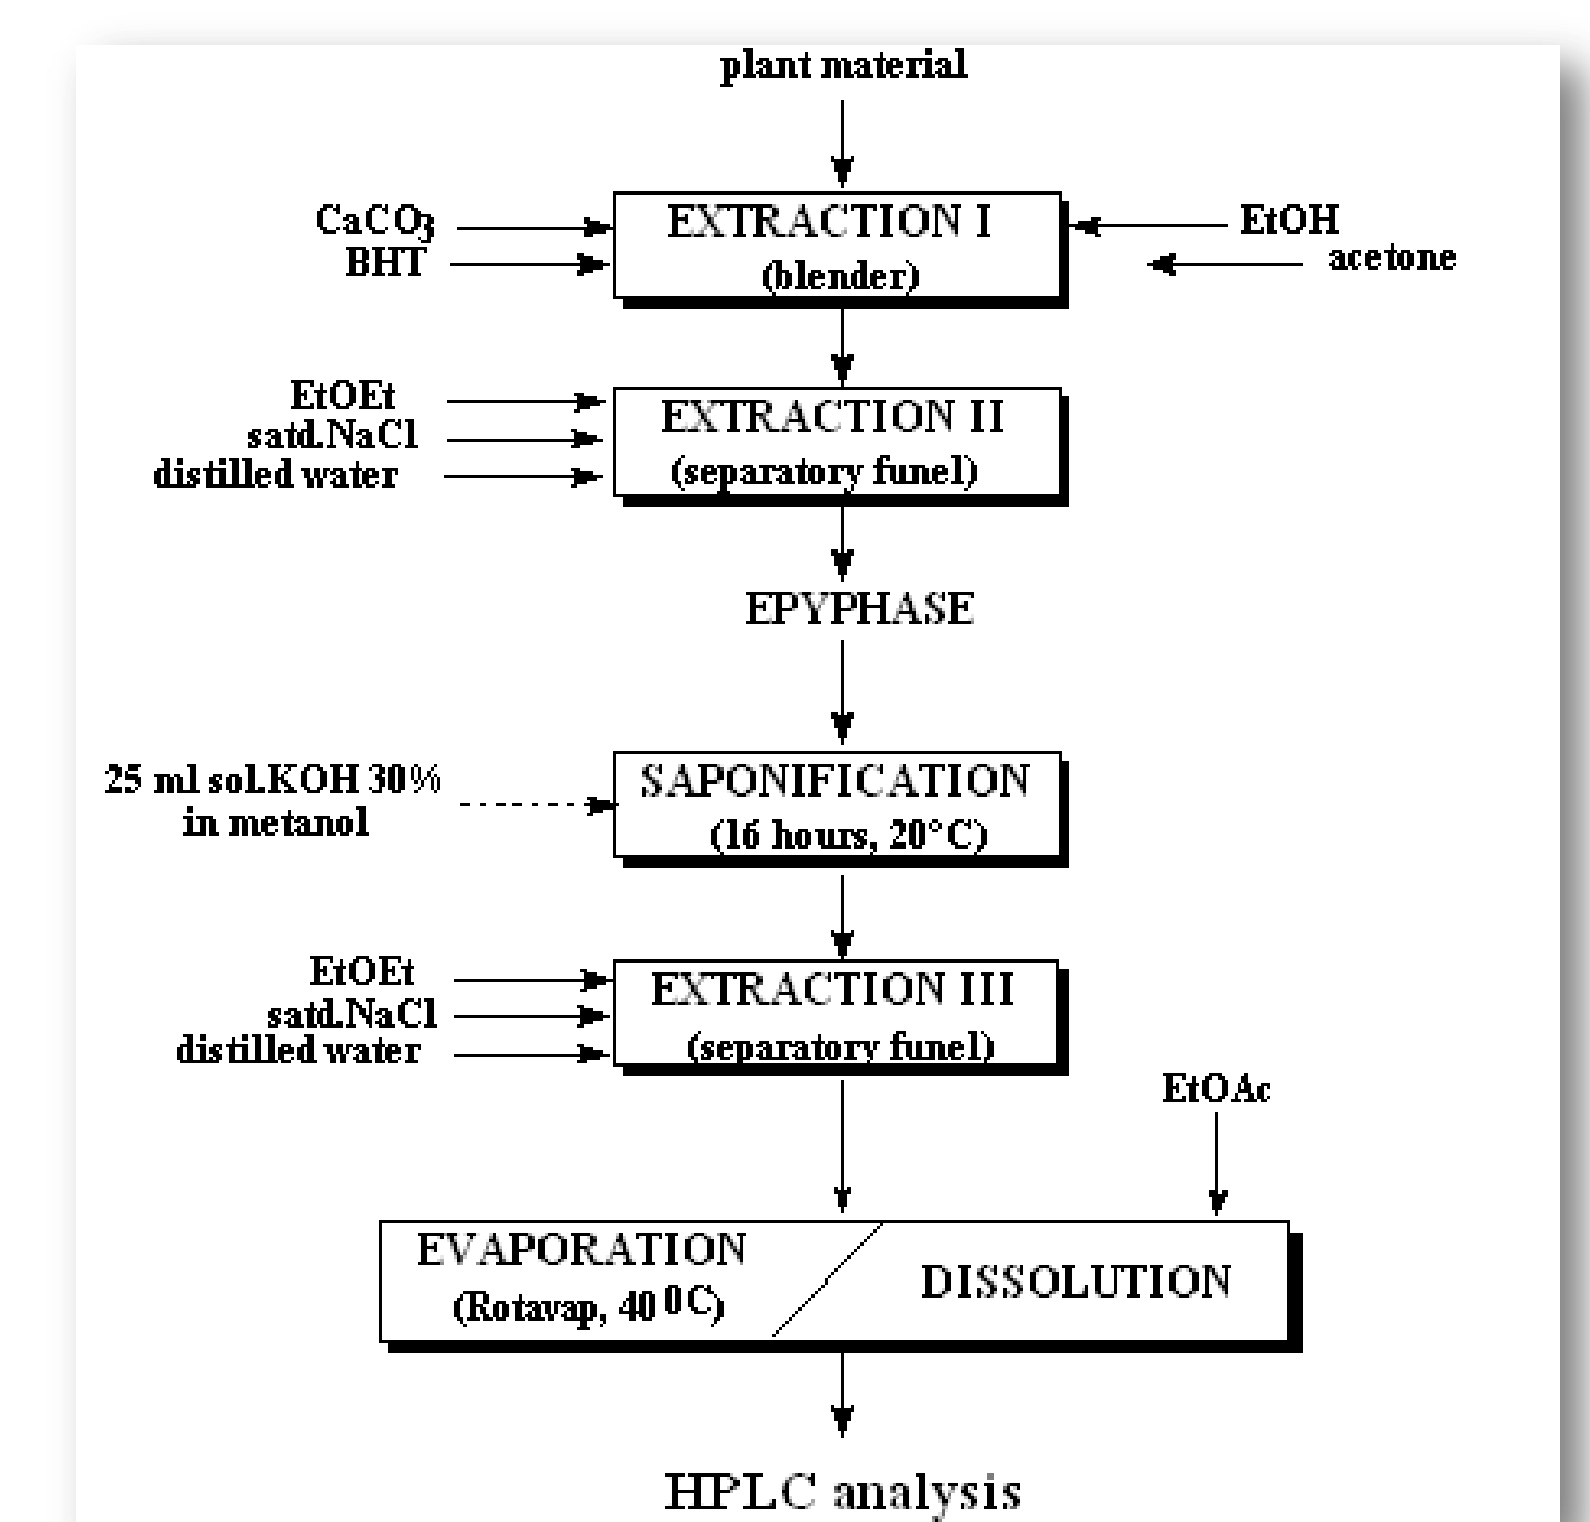 plant material
CaCO3
EXTRACTION I
EtOH
BHT
(blender)
acetone
EtOEt
EXTRACTION II
satd.NaCl
distilled water
(separatory funel)
EPYPHASE
25 ml sol.KOH 30%
in metanol
SAPONIFICATION
(16 hours, 20°C)
EtOEt
EXTRACTION III
satd.NaCl
distilled water
(separatory funel)
EtOAc
EVAPORATION
(Rotavap, 40 0C)
DISSOLUTION
HPLC analysis